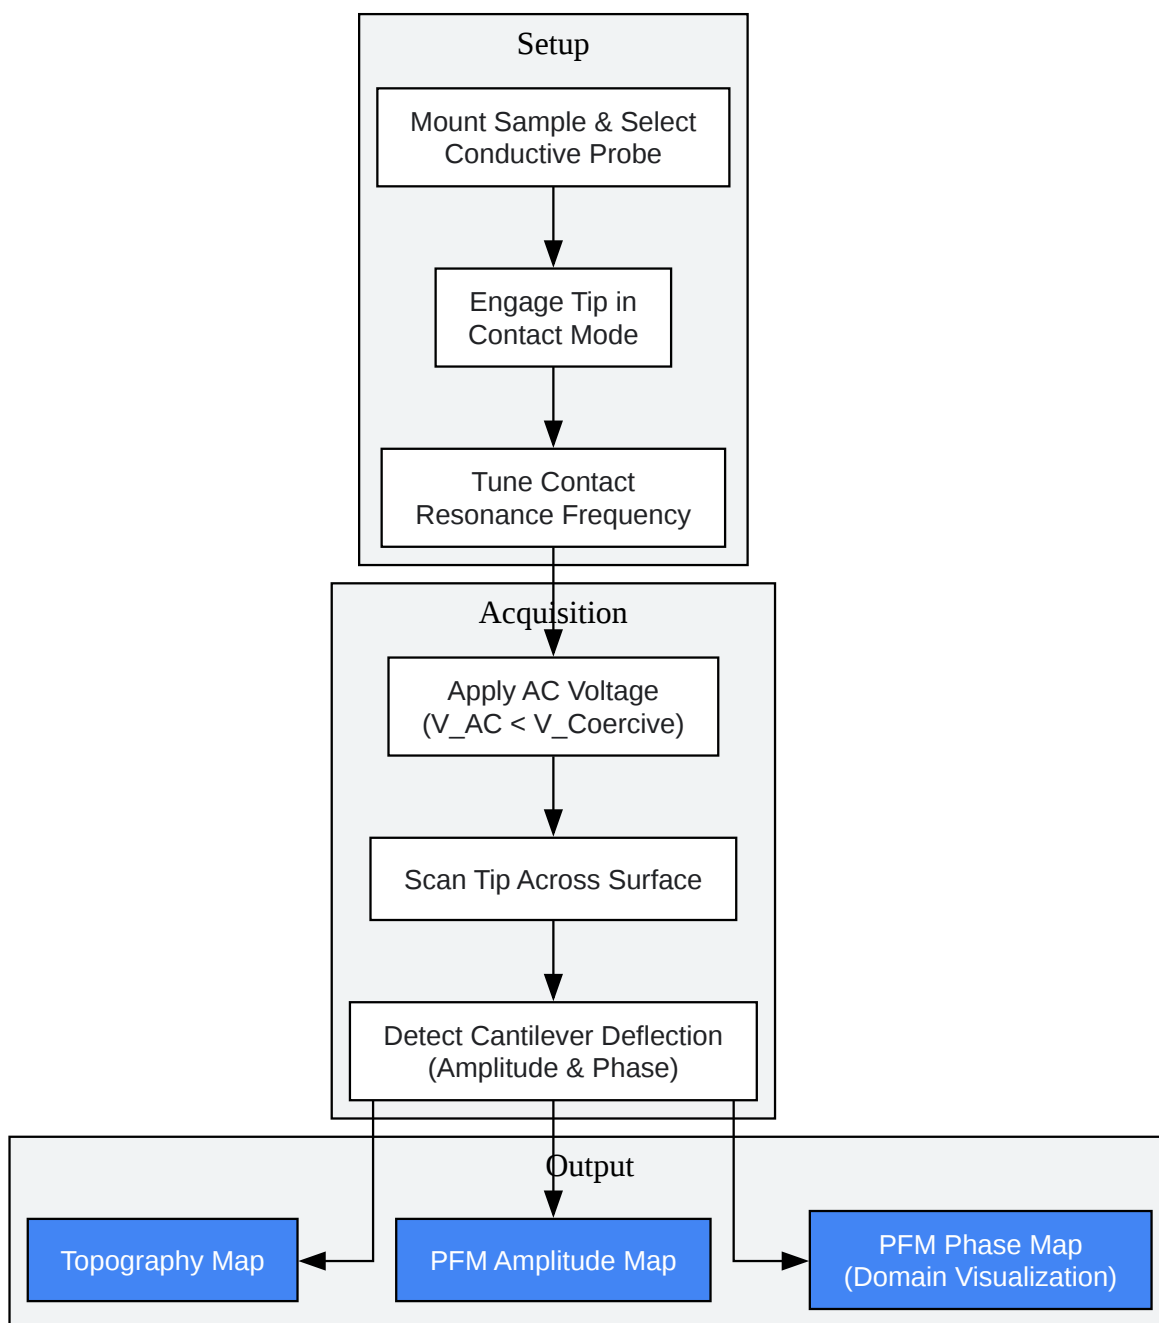 Setup
Mount Sample & Select
Conductive Probe
Engage Tip in
Contact Mode
Tune Contact
Resonance Frequency
Acquisition
Apply AC Voltage
(V_AC < V_Coercive)
Scan Tip Across Surface
Detect Cantilever Deflection
(Amplitude & Phase)
Output
Topography Map
PFM Amplitude Map
PFM Phase Map
(Domain Visualization)